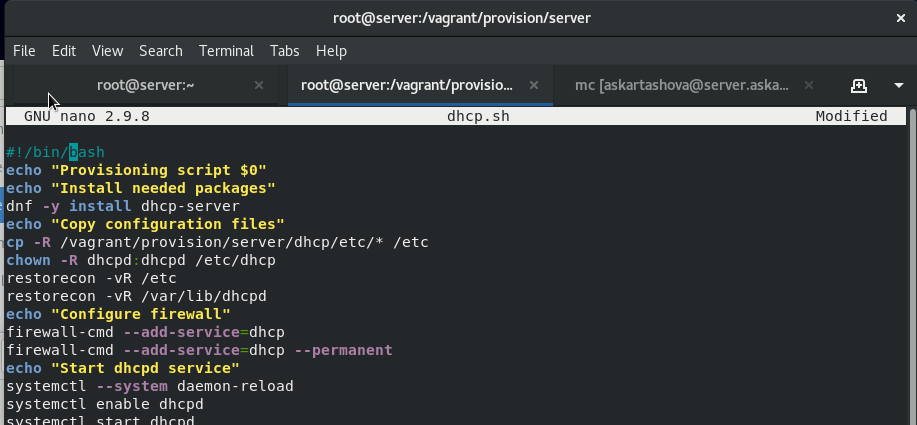 root@server:/vagrant/provision/server
File Edit View Search Terminal Tabs Help
root@server:~ root@server:/vagrant/provisio... mc [askartashova@server.aska...
GNU nano 2.9.8 dhcp.sh Modified
#!/bin/bash
echo "Provisioning script $0"
echo "Install needed packages"
dnf -y install dhcp-server
echo "Copy configuration files"
cp -R /vagrant/provision/server/dhcp/etc/* /etc
chown -R dhcpd:dhcpd /etc/dhcp
restorecon -vR /etc
restorecon -vR /var/lib/dhcpd
echo "Configure firewall"
firewall-cmd --add-service=dhcp
firewall-cmd --add-service=dhcp --permanent
echo "Start dhcpd service"
systemctl --system daemon-reload
systemctl enable dhcpd
systemctl start dhcpd